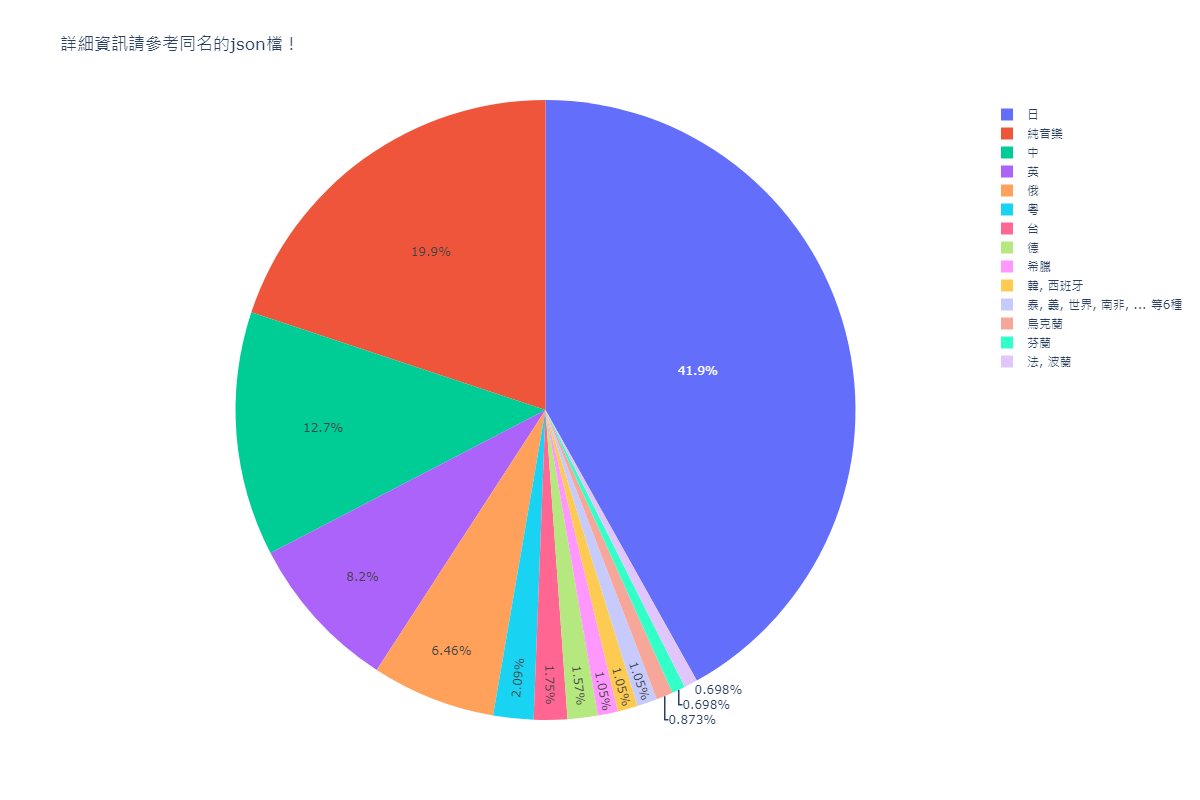 詳細資訊請參考同名的json檔！
日
純音樂
中
英
俄
粵
台
德
希臘
韓, 西班牙
泰, 義, 世界, 南非, ... 等6種
烏克蘭
芬蘭
法, 波蘭
19.9%
41.9%
12.7%
8.2%
6.46%
2.09%
1.75%
1.57%
1.05%
1.05%
1.05%
0.698%
0.698%
0.873%